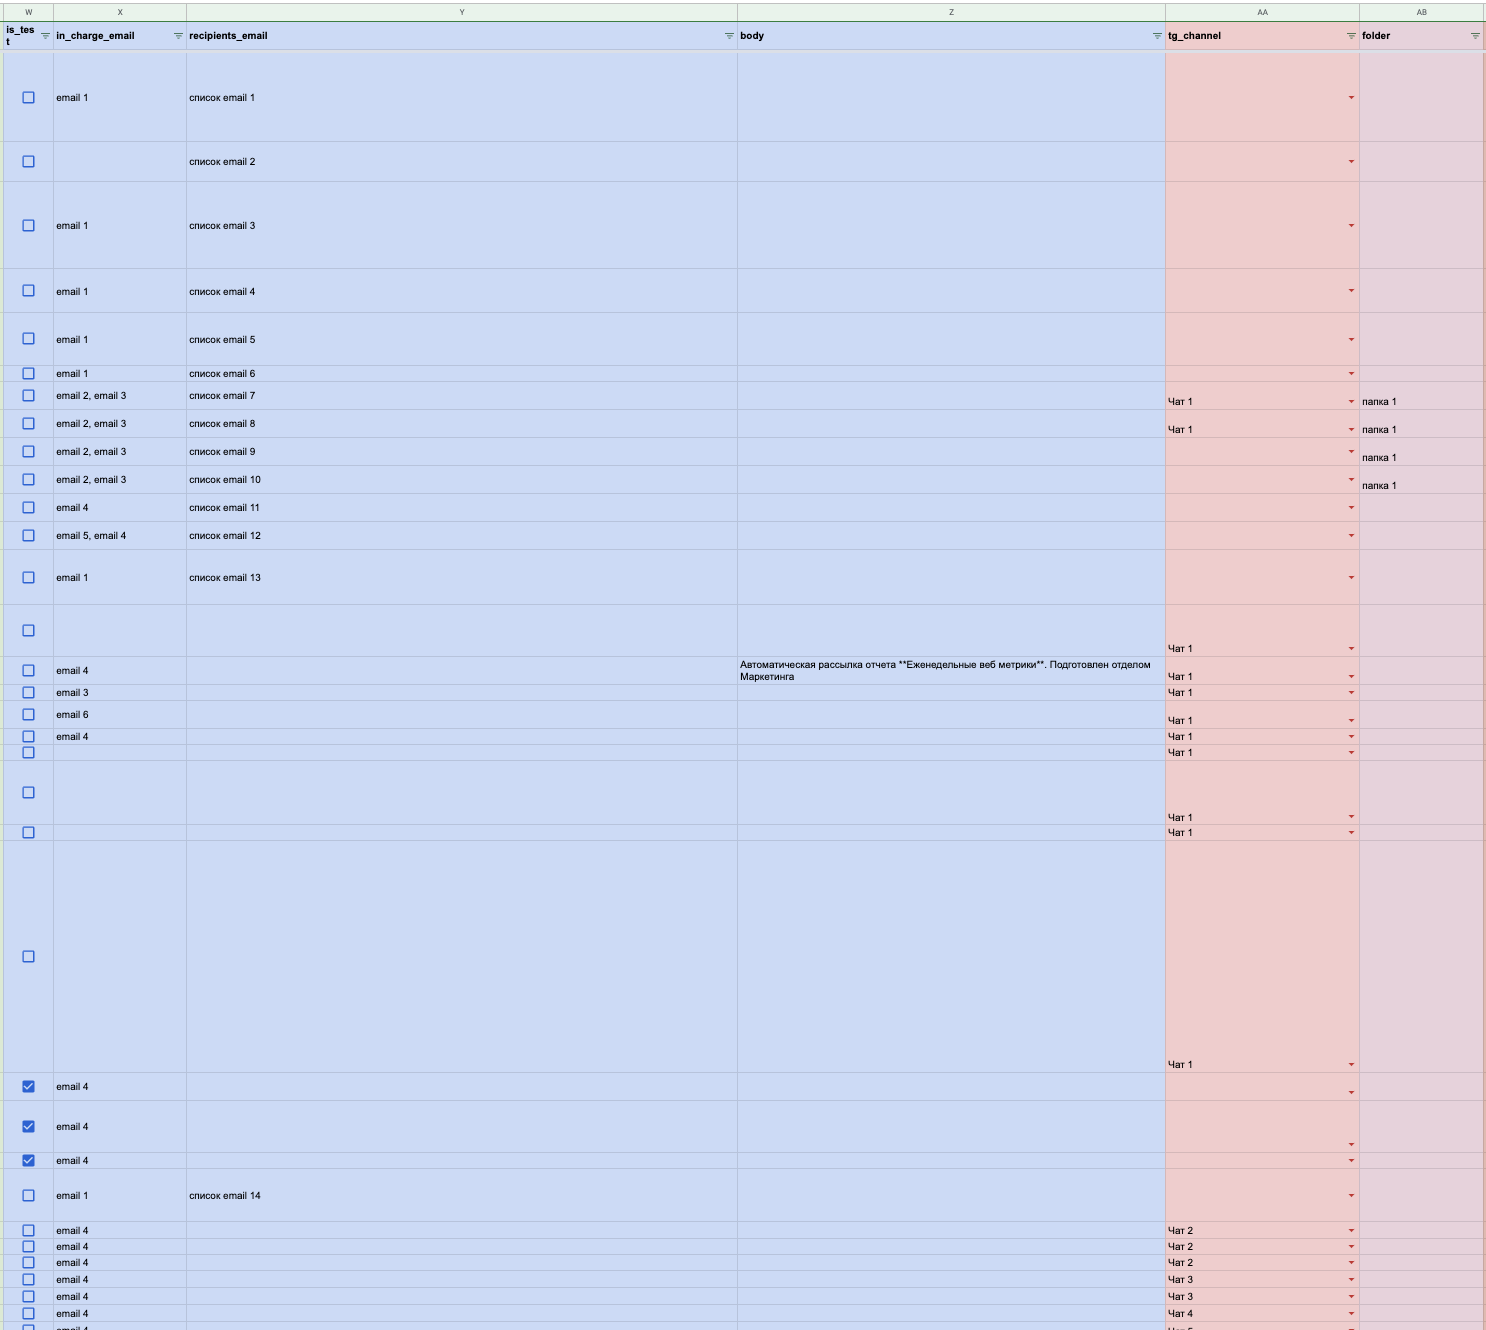 W X Y Z AA AB
is_tes
t in_charge_email recipients_email body tg_channel folder
email 1 список email 1
список email 2
email 1 список email 3
email 1 список email 4
email 1 список email 5
email 1 список email 6
email 2, email 3 список email 7 Чат 1 папка 1
email 2, email 3 список email 8 Чат 1 папка 1
email 2, email 3 список email 9 папка 1
email 2, email 3 список email 10 папка 1
email 4 список email 11
email 5, email 4 список email 12
email 1 список email 13
Чат 1
email 4 Автоматическая рассылка отчета **Еженедельные веб метрики**. Подготовлен отделом
Маркетинга Чат 1
email 3 Чат 1
email 6 Чат 1
email 4 Чат 1
Чат 1
Чат 1
Чат 1
Чат 1
email 4
email 4
email 4
email 1 список email 14
email 4 Чат 2
email 4 Чат 2
email 4 Чат 2
email 4 Чат 3
email 4 Чат 3
email 4 Чат 4